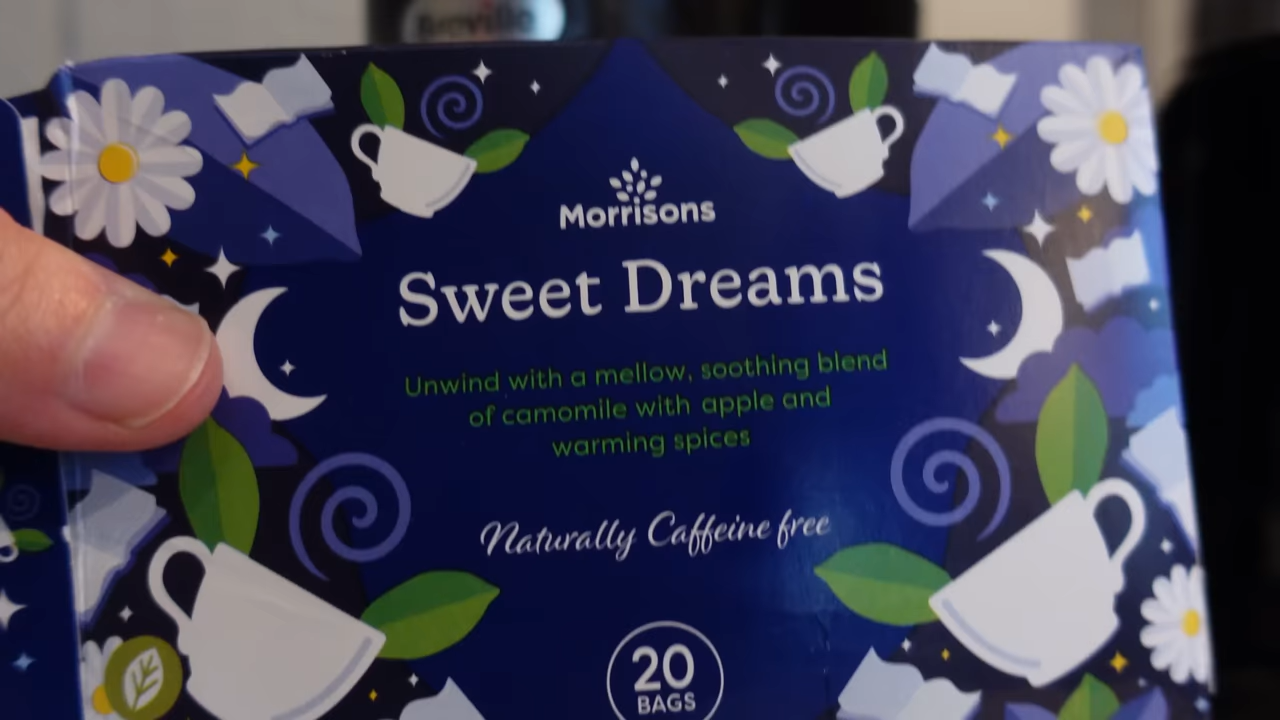 Breville
Morrisons
Sweet Dreams
Unwind with a mellow, soothing blend
of camomile with apple and
warming spices
Naturally Caffeine free
20
BAGS